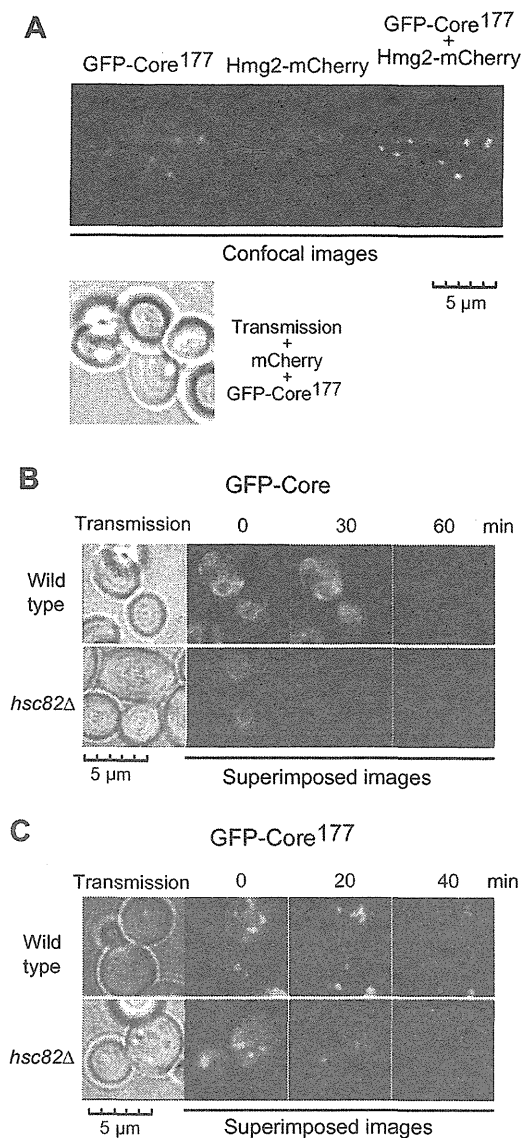 A
GFP-Core177
Hmg2-mCherry
GFP-Core177
+
Hmg2-mCherry
Confocal images
5 µm
Transmission
+
mCherry
+
GFP-Core177
B
GFP-Core
Transmission 0 30 60 min
Wild
type
hsc82Δ
5 µm
Superimposed images
C
GFP-Core177
Transmission 0 20 40 min
Wild
type
hsc82Δ
5 µm
Superimposed images